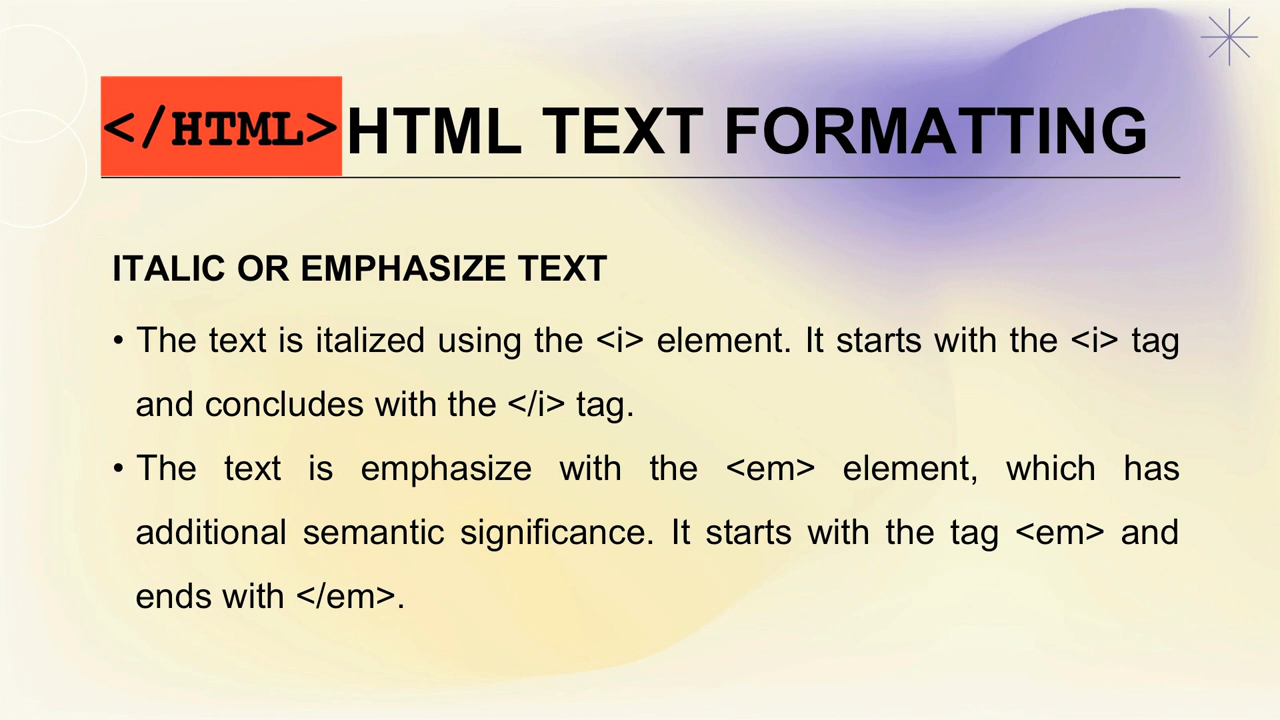 </HTML> HTML TEXT FORMATTING
ITALIC OR EMPHASIZE TEXT
• The text is italized using the <i> element. It starts with the <i> tag
and concludes with the </i> tag.
• The text is emphasize with the <em> element, which has
additional semantic significance. It starts with the tag <em> and
ends with </em>.